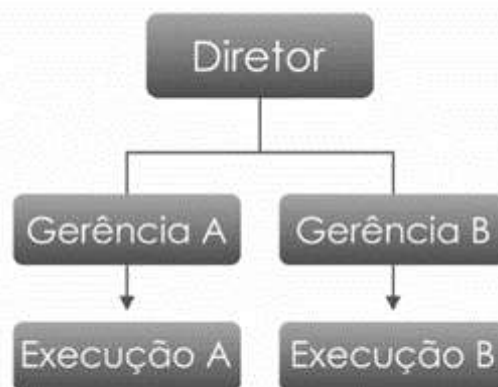 Diretor
Gerência A
Gerência B
Execução A
Execução B